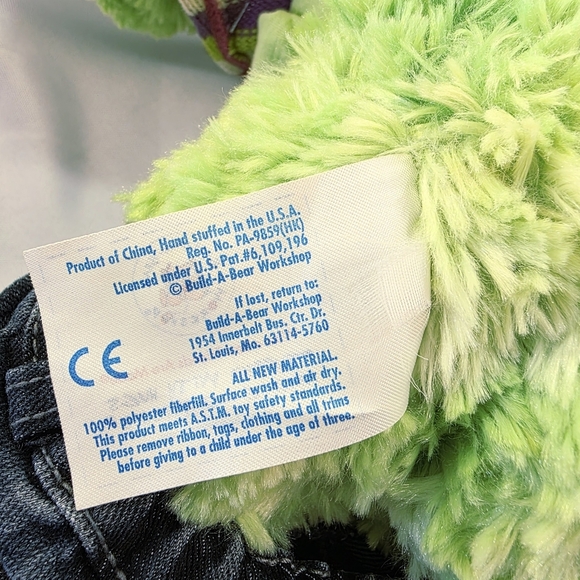 Product of China, Hand stuffed in the U.S.A.
Reg. No. PA-9859(HK)
Licensed under U.S. Pat.#6,109,196
© Build-A-Bear Workshop
If lost, return to:
Build-A-Bear Workshop
1954 Innerbelt Bus. Ctr. Dr.
St. Louis, Mo. 63114-5760
CE
ALL NEW MATERIAL.
100% polyester fiberfill. Surface wash and air dry.
This product meets A.S.T.M. toy safety standards.
Please remove ribbon, tags, clothing and all trims
before giving to a child under the age of three.